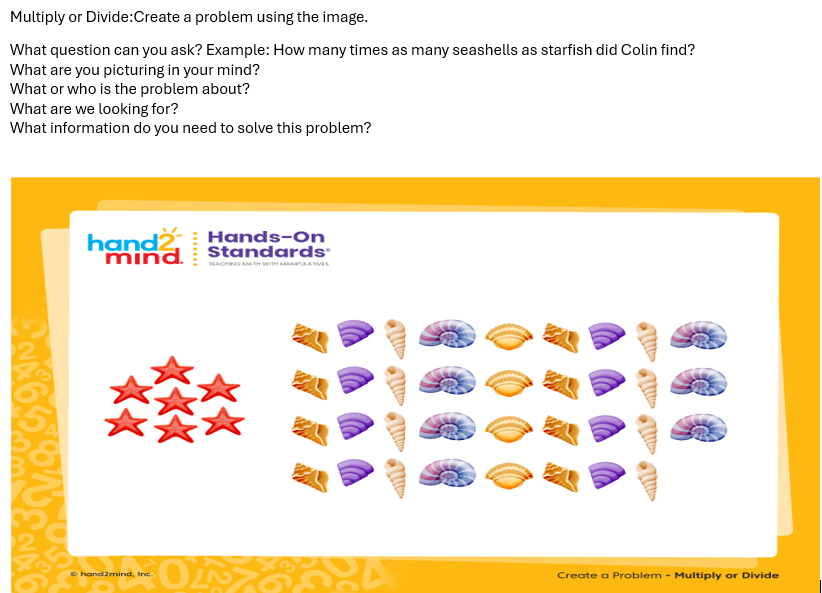 Multiply or Divide:Create a problem using the image.
What question can you ask? Example: How many times as many seashells as starfish did Colin find?
What are you picturing in your mind?
What or who is the problem about?
What are we looking for?
What information do you need to solve this problem?
hand2mind.
Hands-On
Standards®
TEACHING MATH WITH MANIPULATIVES
© hand2mind, Inc.
Create a Problem - Multiply or Divide